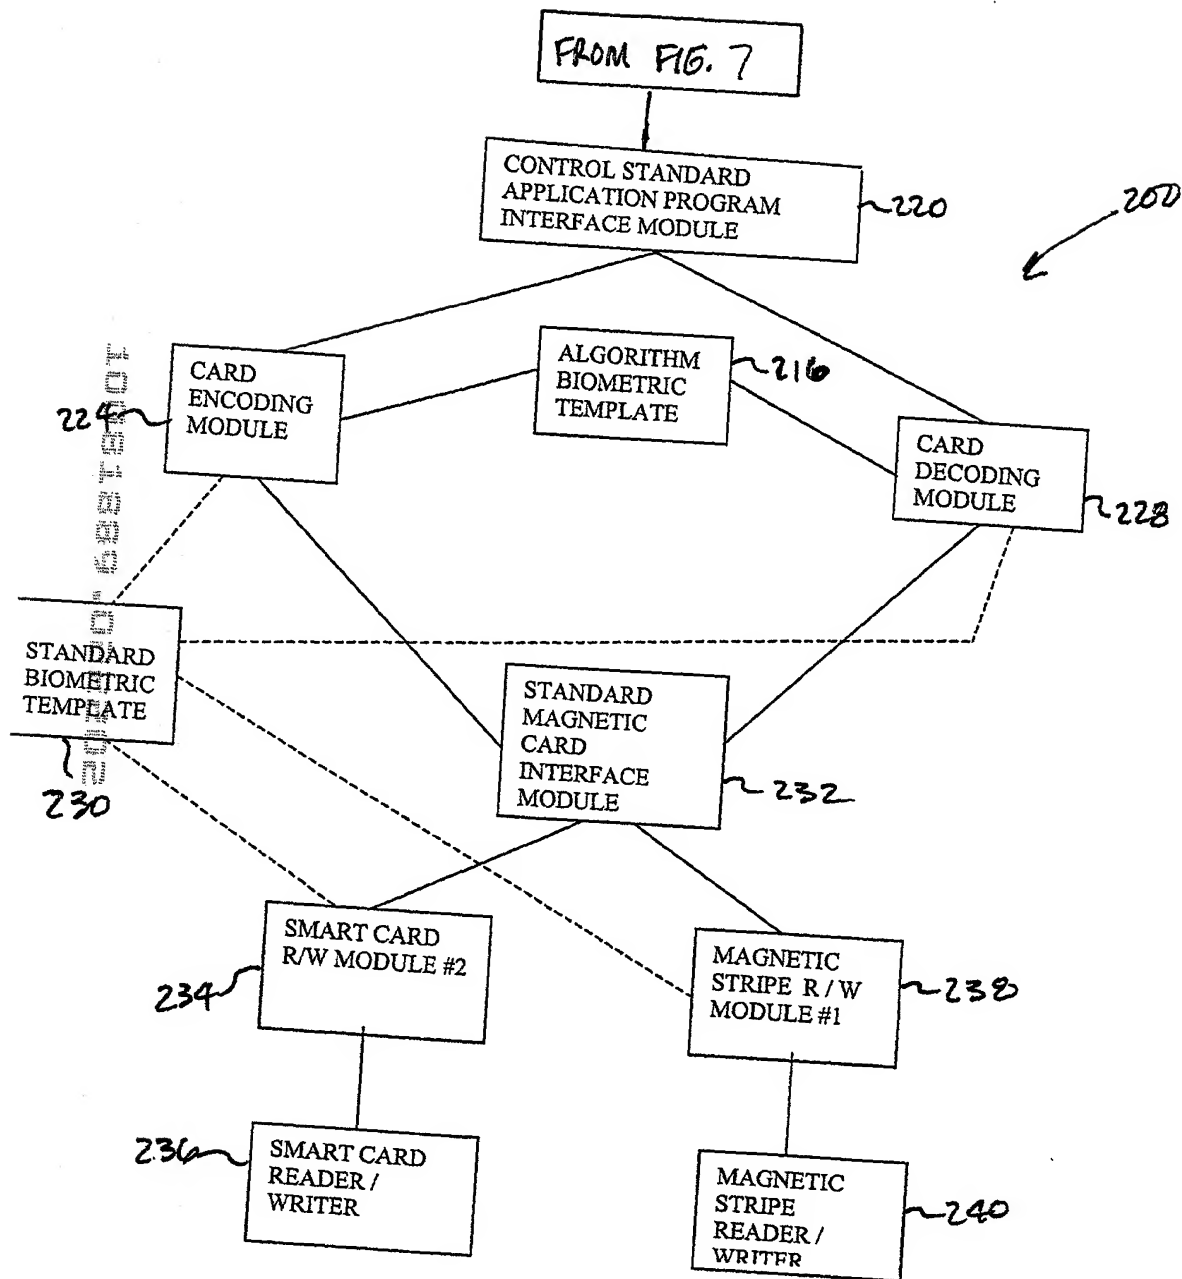 FROM FIG. 7
CONTROL STANDARD
APPLICATION PROGRAM
INTERFACE MODULE
220
200
CARD
ENCODING
MODULE
224
ALGORITHM
BIOMETRIC
TEMPLATE
216
CARD
DECODING
MODULE
228
STANDARD
BIOMETRIC
TEMPLATE
230
STANDARD
MAGNETIC
CARD
INTERFACE
MODULE
232
SMART CARD
R/W MODULE #2
234
MAGNETIC
STRIPE R / W
MODULE #1
238
SMART CARD
READER /
WRITER
236
MAGNETIC
STRIPE
READER /
WRITER
240